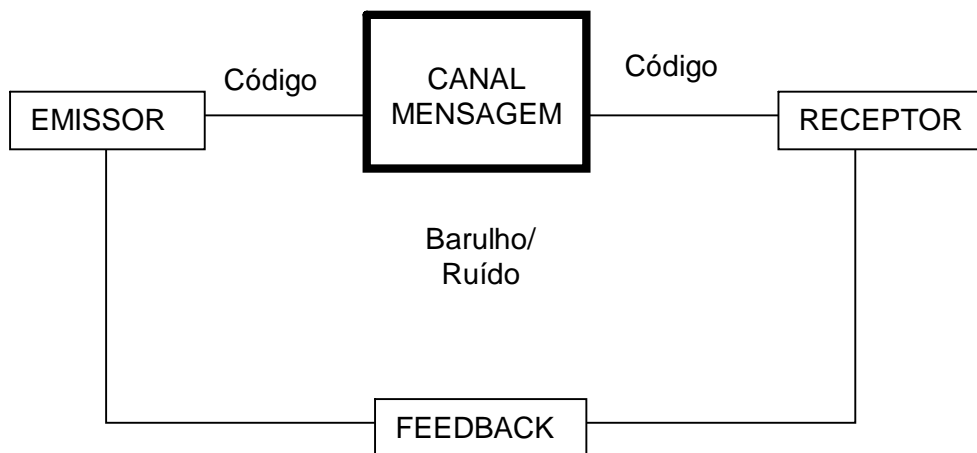 Código
CANAL
MENSAGEM
Código
EMISSOR
RECEPTOR
Barulho/
Ruído
FEEDBACK